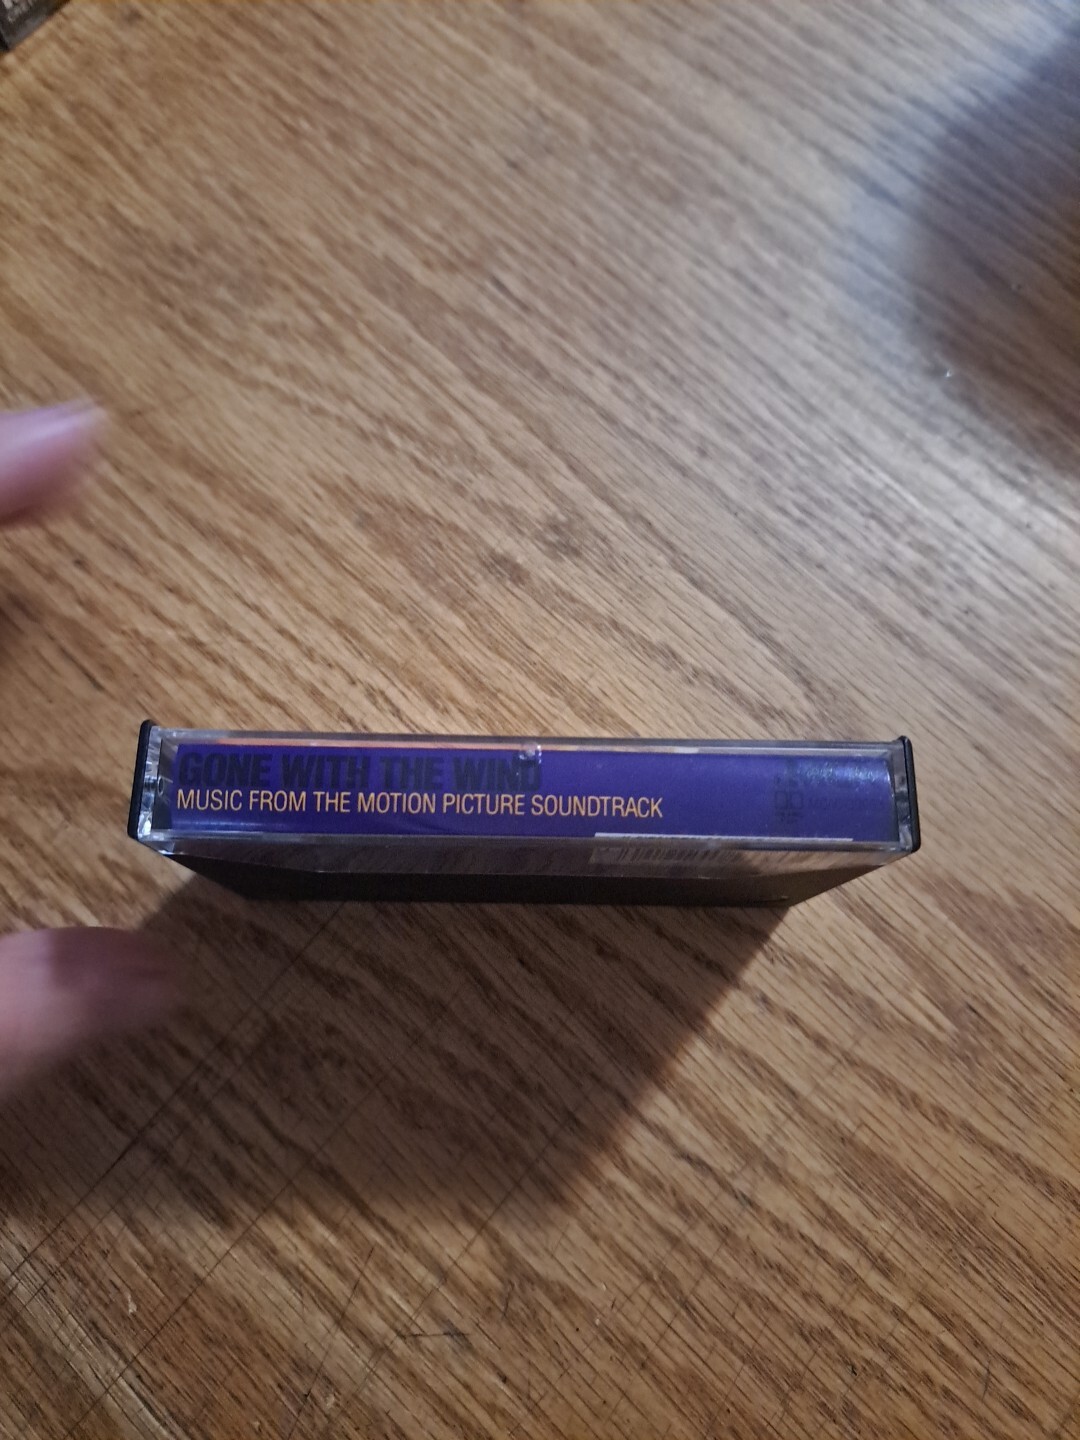 GONE WITH THE WIND
MUSIC FROM THE MOTION PICTURE SOUNDTRACK